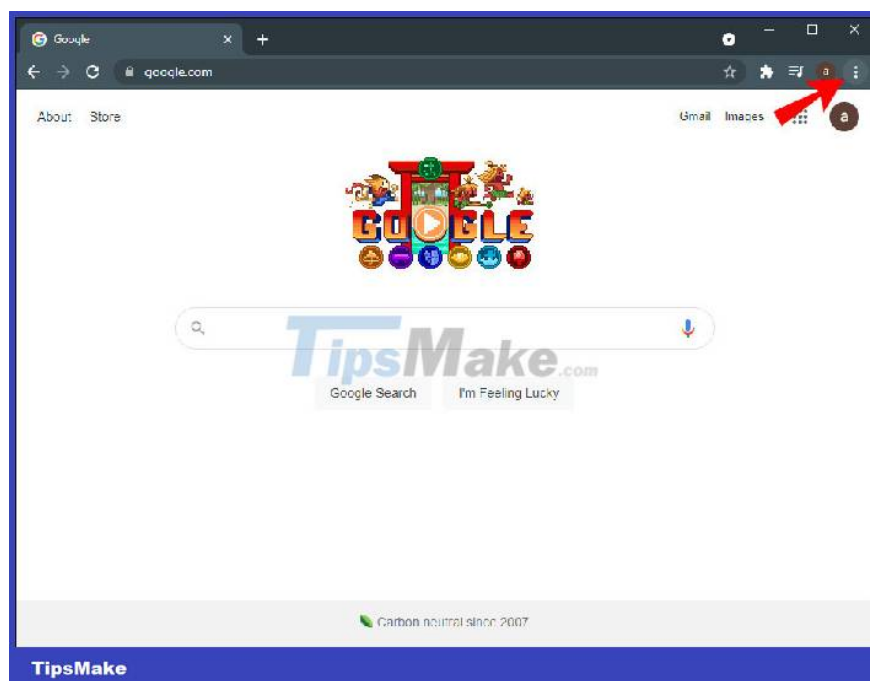 Google
google.com
a
About Store
Gmail Images
a
GOOGLE
TipsMake.com
Google Search I'm Feeling Lucky
Carbon neutral since 2007
TipsMake